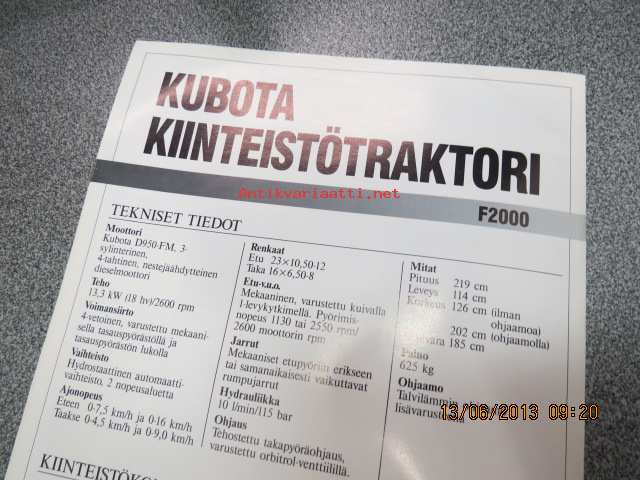 KUBOTA
KIINTEISTÖTRAKTORI
Antikvariaatti.net
F2000
TEKNISET TIEDOT
Moottori
Kubota D950-FM, 3-
sylinterinen,
4-tahtinen, nestejäähdytteinen
dieselmoottori
Teho
13,3 kW (18 hv)/2600 rpm
Voimansiirto
4-vetoinen, varustettu mekaani-
sella tasauspyörästöllä ja
tasauspyörästön lukolla
Vaihteisto
Hydrostaattinen automaatti-
vaihteisto, 2 nopeusaluetta
Ajonopeus
Eteen 0-7,5 km/h ja 0-16 km/h
Taakse 0-4,5 km/h ja 0-9,0 km/h
Renkaat
Etu 23×10,50-12
Taka 16×6,50-8
Etu-v.u.o.
Mekaaninen, varustettu kuivalla
1-levykytkimellä. Pyörimis-
nopeus 1130 tai 2550 rpm/
2600 moottorin rpm
Jarrut
Mekaaniset etupyöriin erikseen
tai samanaikaisesti vaikuttavat
rumpujarrut
Hydrauliikka
10 l/min/115 bar
Ohjaus
Tehostettu takapyöräohjaus,
varustettu orbitrol-venttiilillä.
Mitat
Pituus 219 cm
Leveys 114 cm
Korkeus 126 cm (ilman
ohjaamoa)
202 cm (ohjaamolla)
185 cm
Paino
625 kg
Ohjaamo
Talvilämmin
13/06/2013 09:20